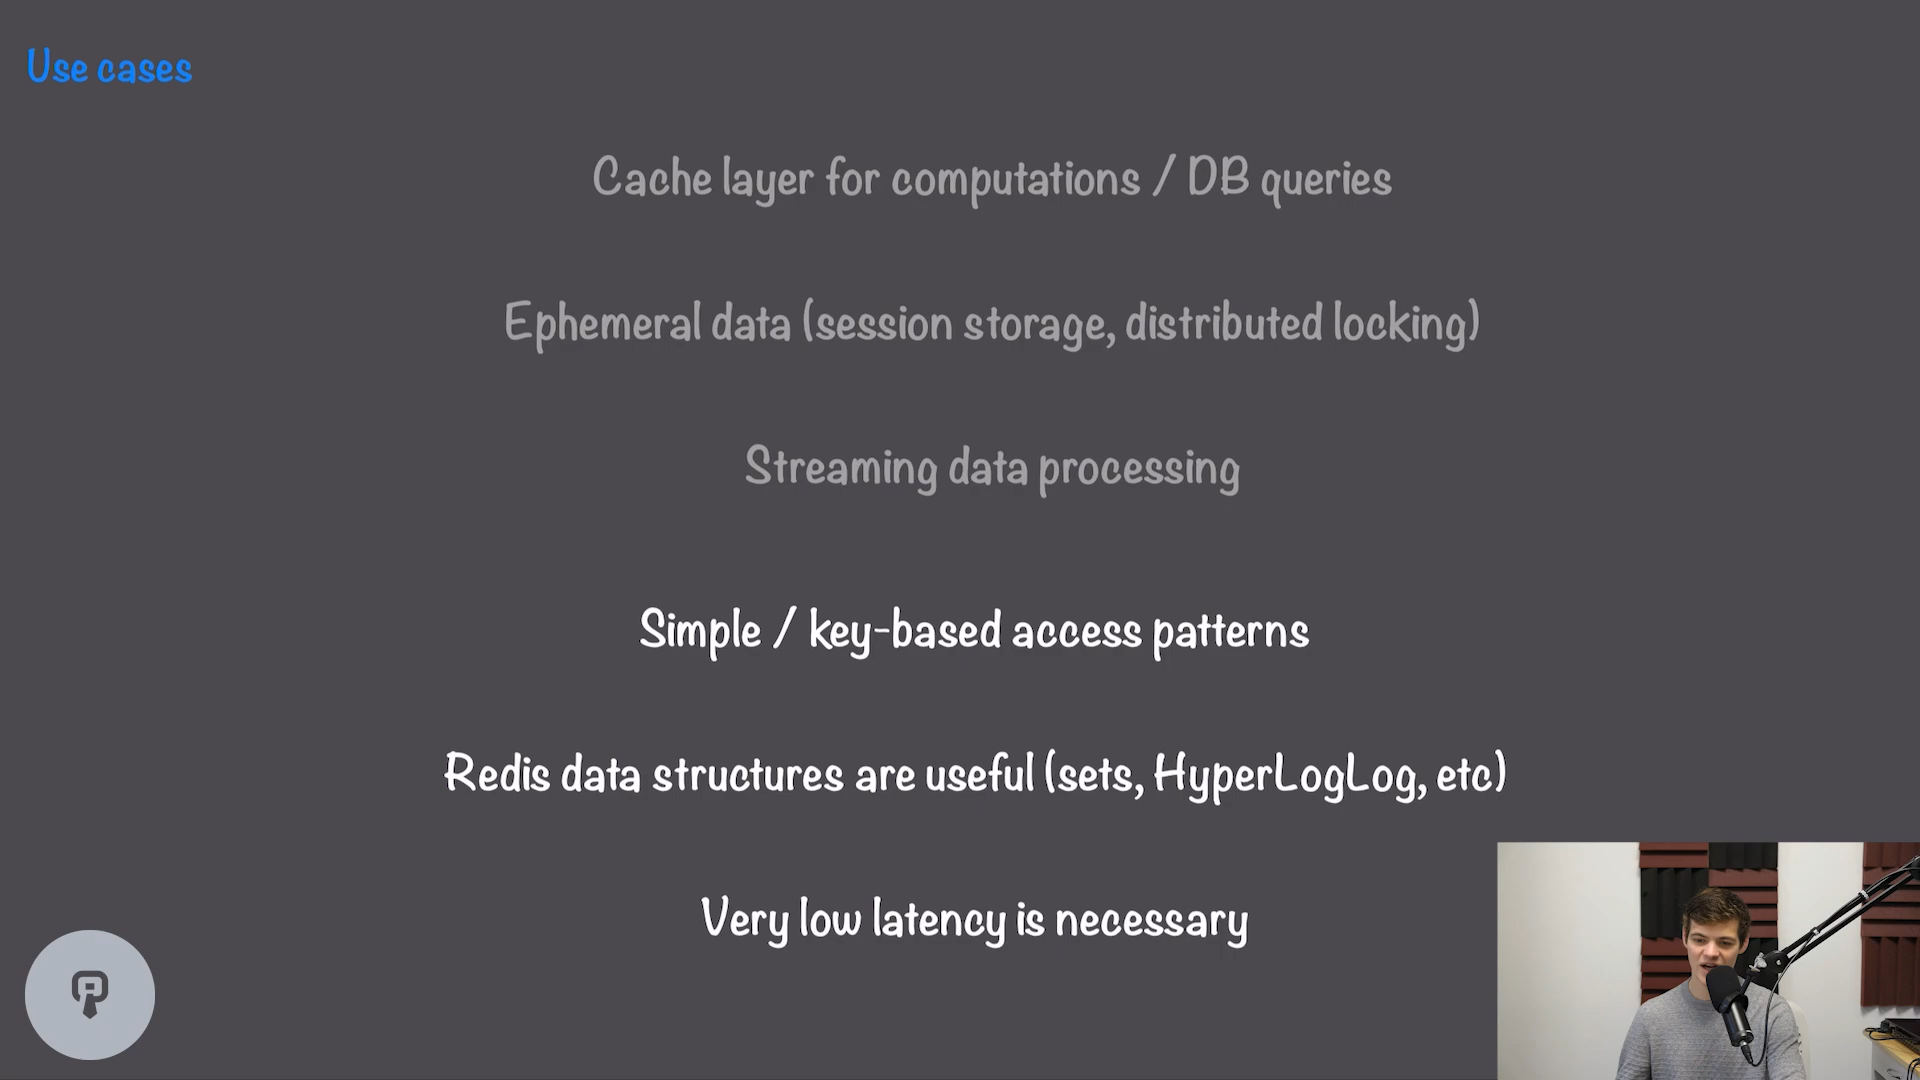 Use cases
Cache layer for computations / DB queries
Ephemeral data (session storage, distributed locking)
Streaming data processing
Simple / key-based access patterns
Redis data structures are useful (sets, HyperLogLog, etc)
Very low latency is necessary